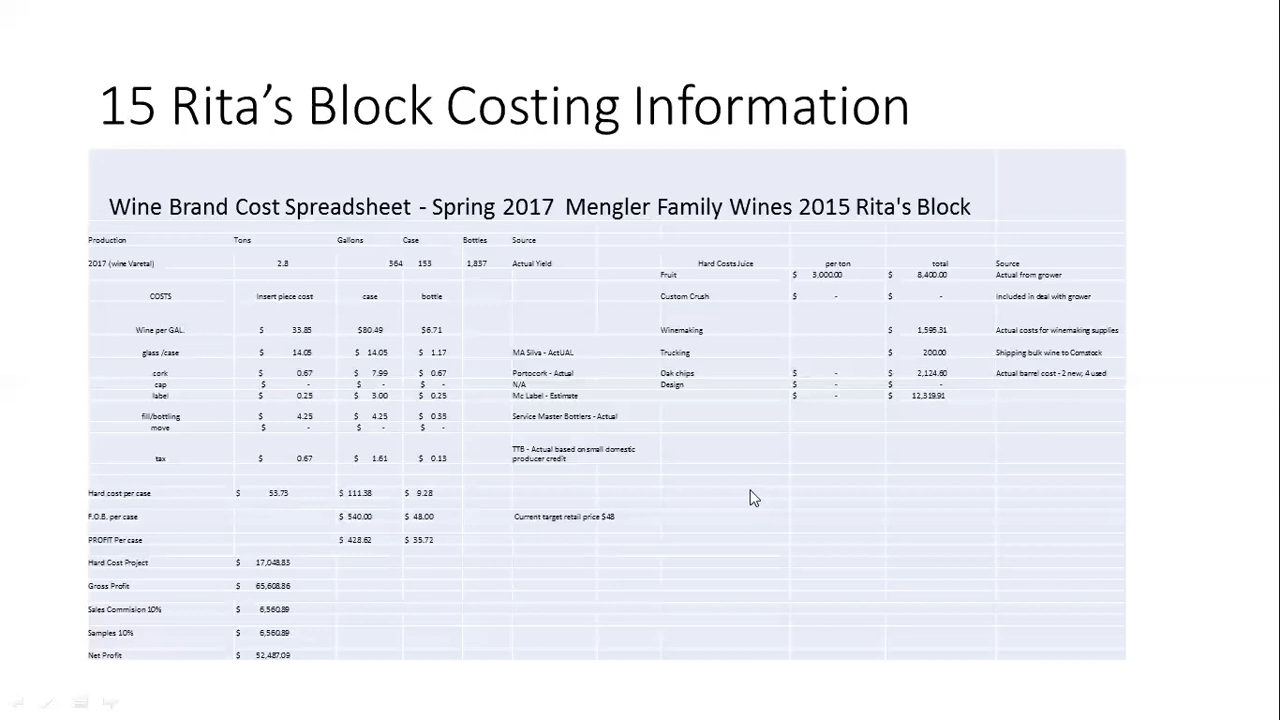 15 Rita's Block Costing Information
Wine Brand Cost Spreadsheet - Spring 2017 Mengler Family Wines 2015 Rita's Block
Production Tons Gallons Case Bottles Source
2017 (wine Varetal) 2.8 364 153 1,837 Actual Yield Hard Costs Juice per ton total Source
Fruit $ 3,000.00 $ 8,400.00 Actual from grower
COSTS Insert piece cost case bottle Custom Crush $ - $ - Included in deal with grower
Wine per GAL. $ 33.85 $80.49 $6.71 Winemaking $ 1,595.31 Actual costs for winemaking supplies
glass /case $ 14.05 $ 14.05 $ 1.17 MA Silva - ActUAL Trucking $ 200.00 Shipping bulk wine to Comstock
cork $ 0.67 $ 7.99 $ 0.67 Portocork - Actual Oak chips $ - $ 2,124.60 Actual barrel cost - 2 new, 4 used
cap $ - $ - $ - N/A Design $ - $ -
label $ 0.25 $ 3.00 $ 0.25 Mc Label - Estimate $ - $ 12,319.91
fill/bottling $ 4.25 $ 4.25 $ 0.35 Service Master Bottlers - Actual
move $ - $ - $ -
TTB - Actual based on small domestic
tax $ 0.67 $ 1.61 $ 0.13 producer credit
Hard cost per case $ 53.73 $ 111.38 $ 9.28
F.O.B. per case $ 540.00 $ 48.00 Current target retail price $48
PROFIT Per case $ 428.62 $ 35.72
Hard Cost Project $ 17,048.83
Gross Profit $ 65,608.86
Sales Commision 10% $ 6,560.89
Samples 10% $ 6,560.89
Net Profit $ 52,487.09